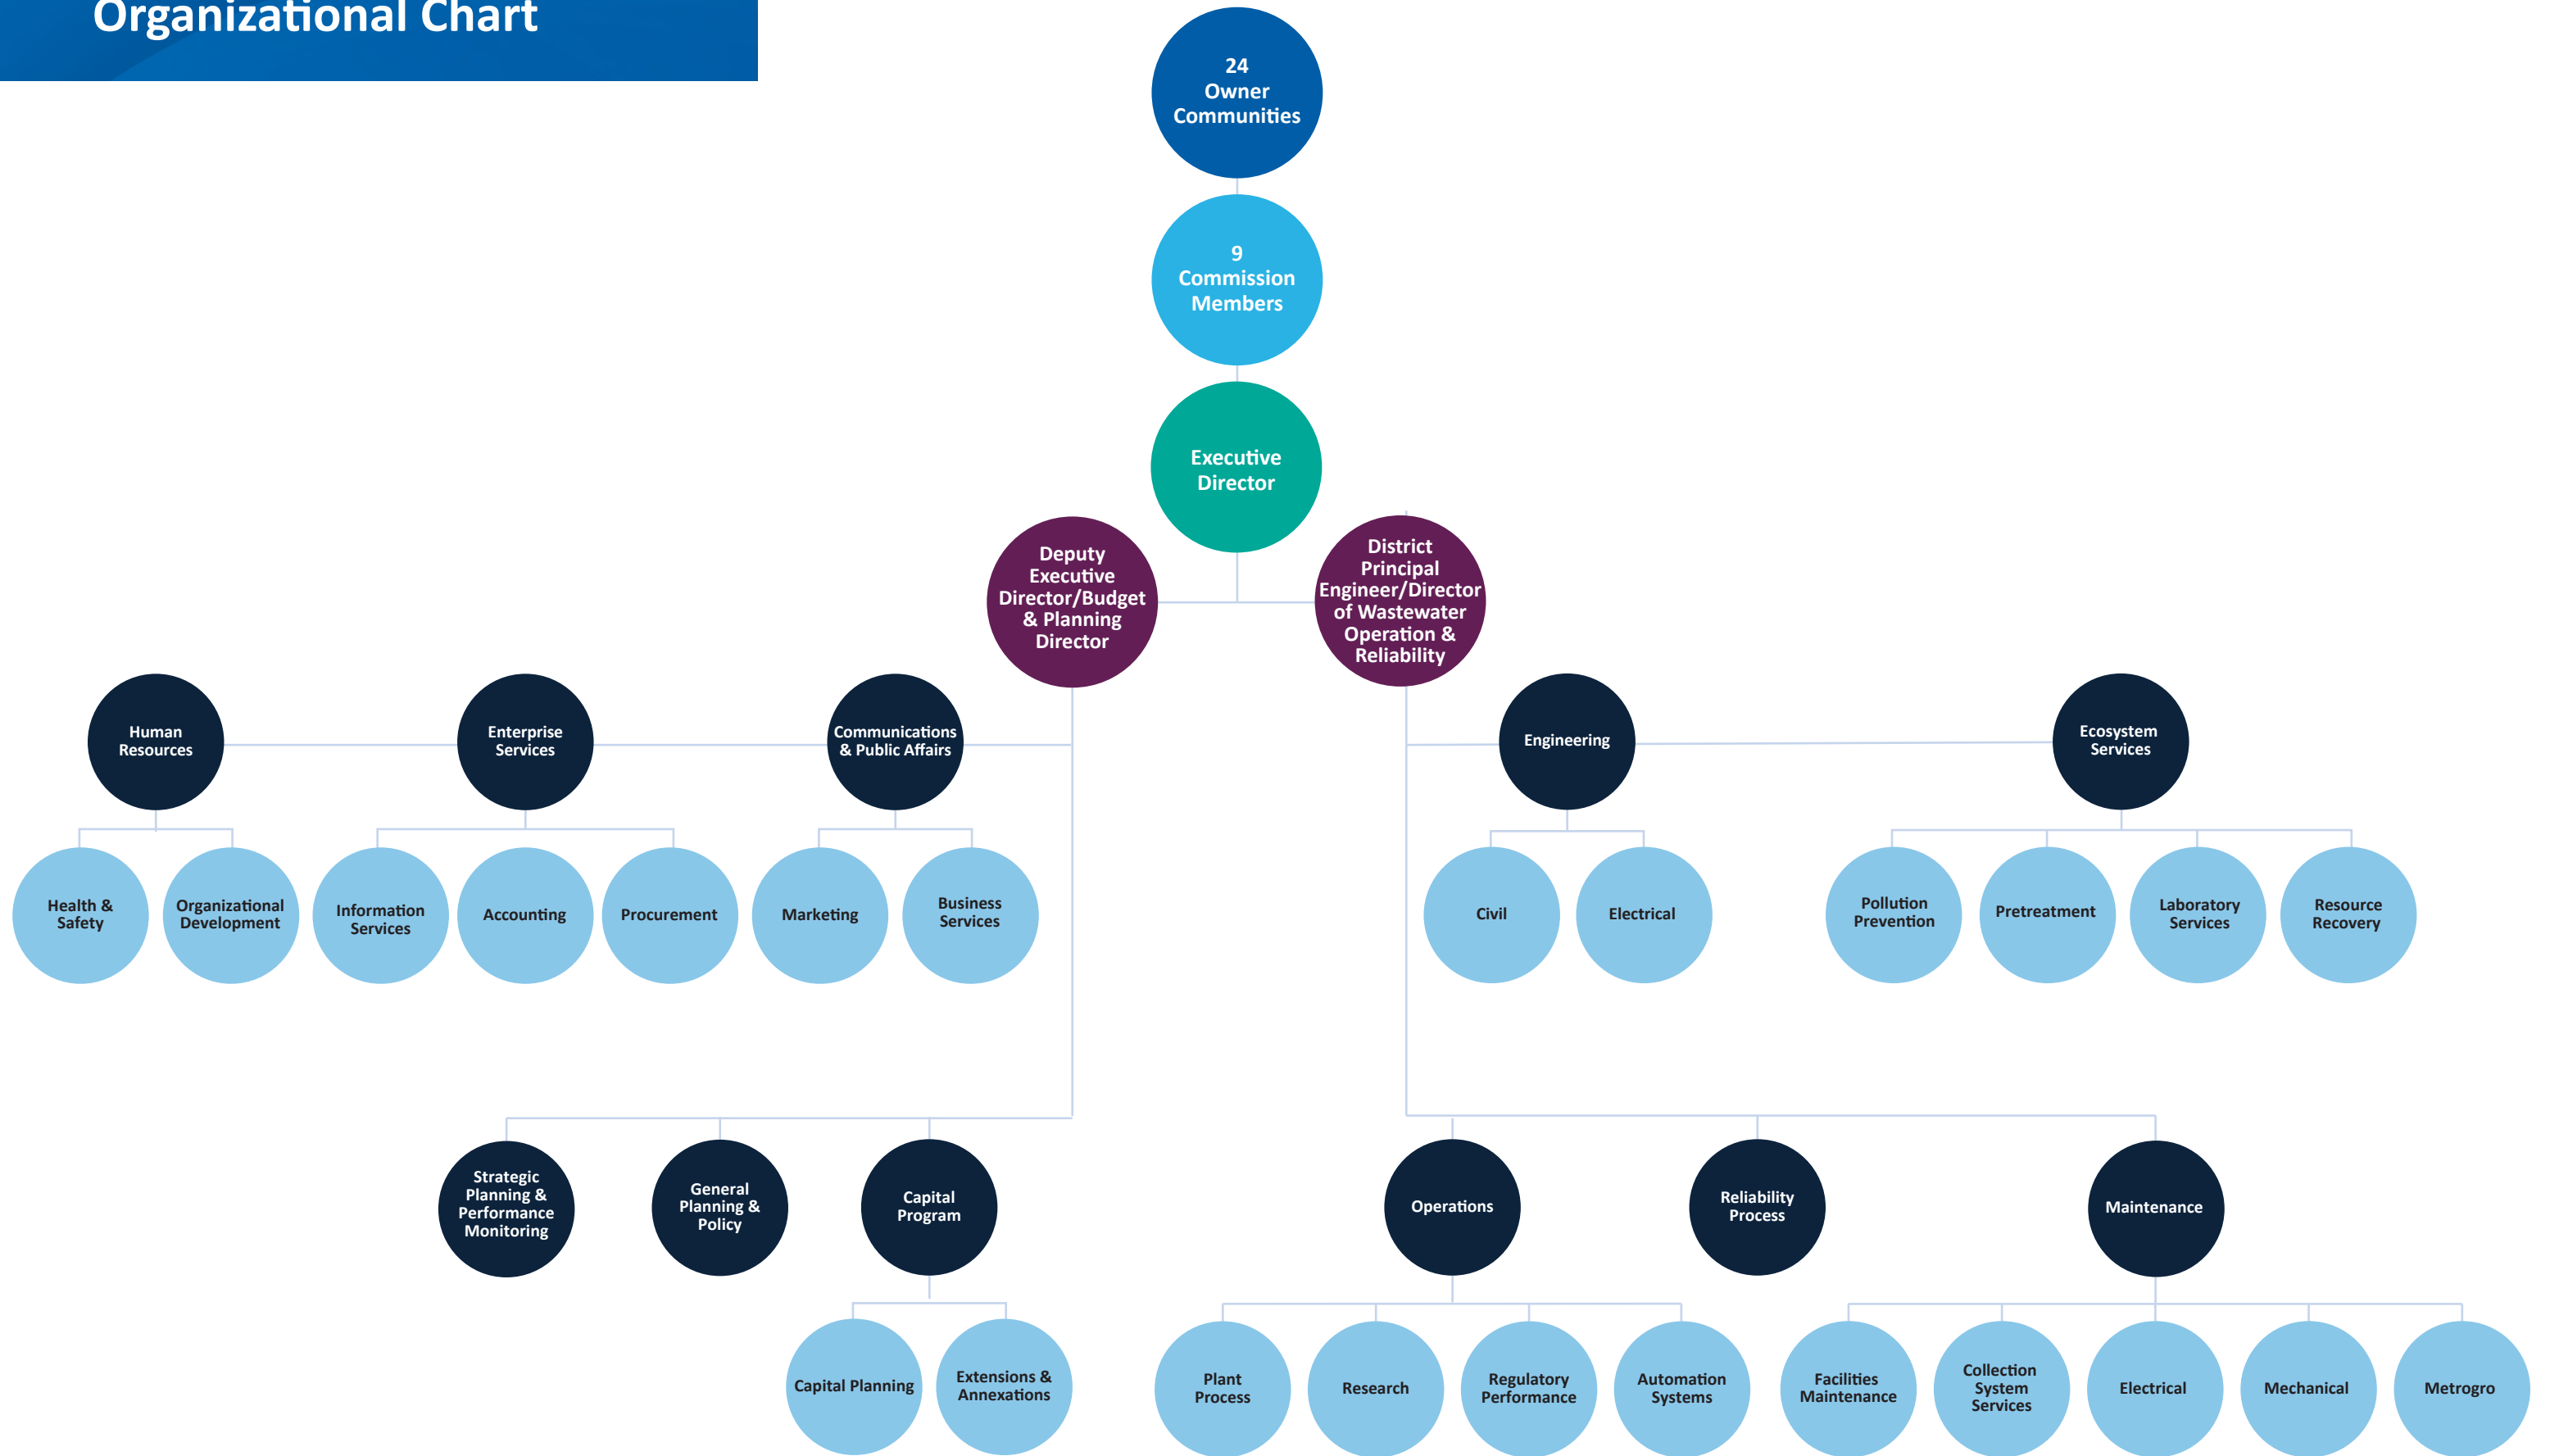 Organizational Chart
24
Owner
Communities
9
Commission
Members
Executive
Director
Deputy
Executive
Director/Budget
& Planning
Director
District
Principal
Engineer/Director
of Wastewater
Operation &
Reliability
Human
Resources
Enterprise
Services
Communications
& Public Affairs
Engineering
Ecosystem
Services
Health &
Safety
Organizational
Development
Information
Services
Accounting
Procurement
Marketing
Business
Services
Civil
Electrical
Pollution
Prevention
Pretreatment
Laboratory
Services
Resource
Recovery
Strategic
Planning &
Performance
Monitoring
General
Planning &
Policy
Capital
Program
Operations
Reliability
Process
Maintenance
Capital Planning
Extensions &
Annexations
Plant
Process
Research
Regulatory
Performance
Automation
Systems
Facilities
Maintenance
Collection
System
Services
Electrical
Mechanical
Metrogro